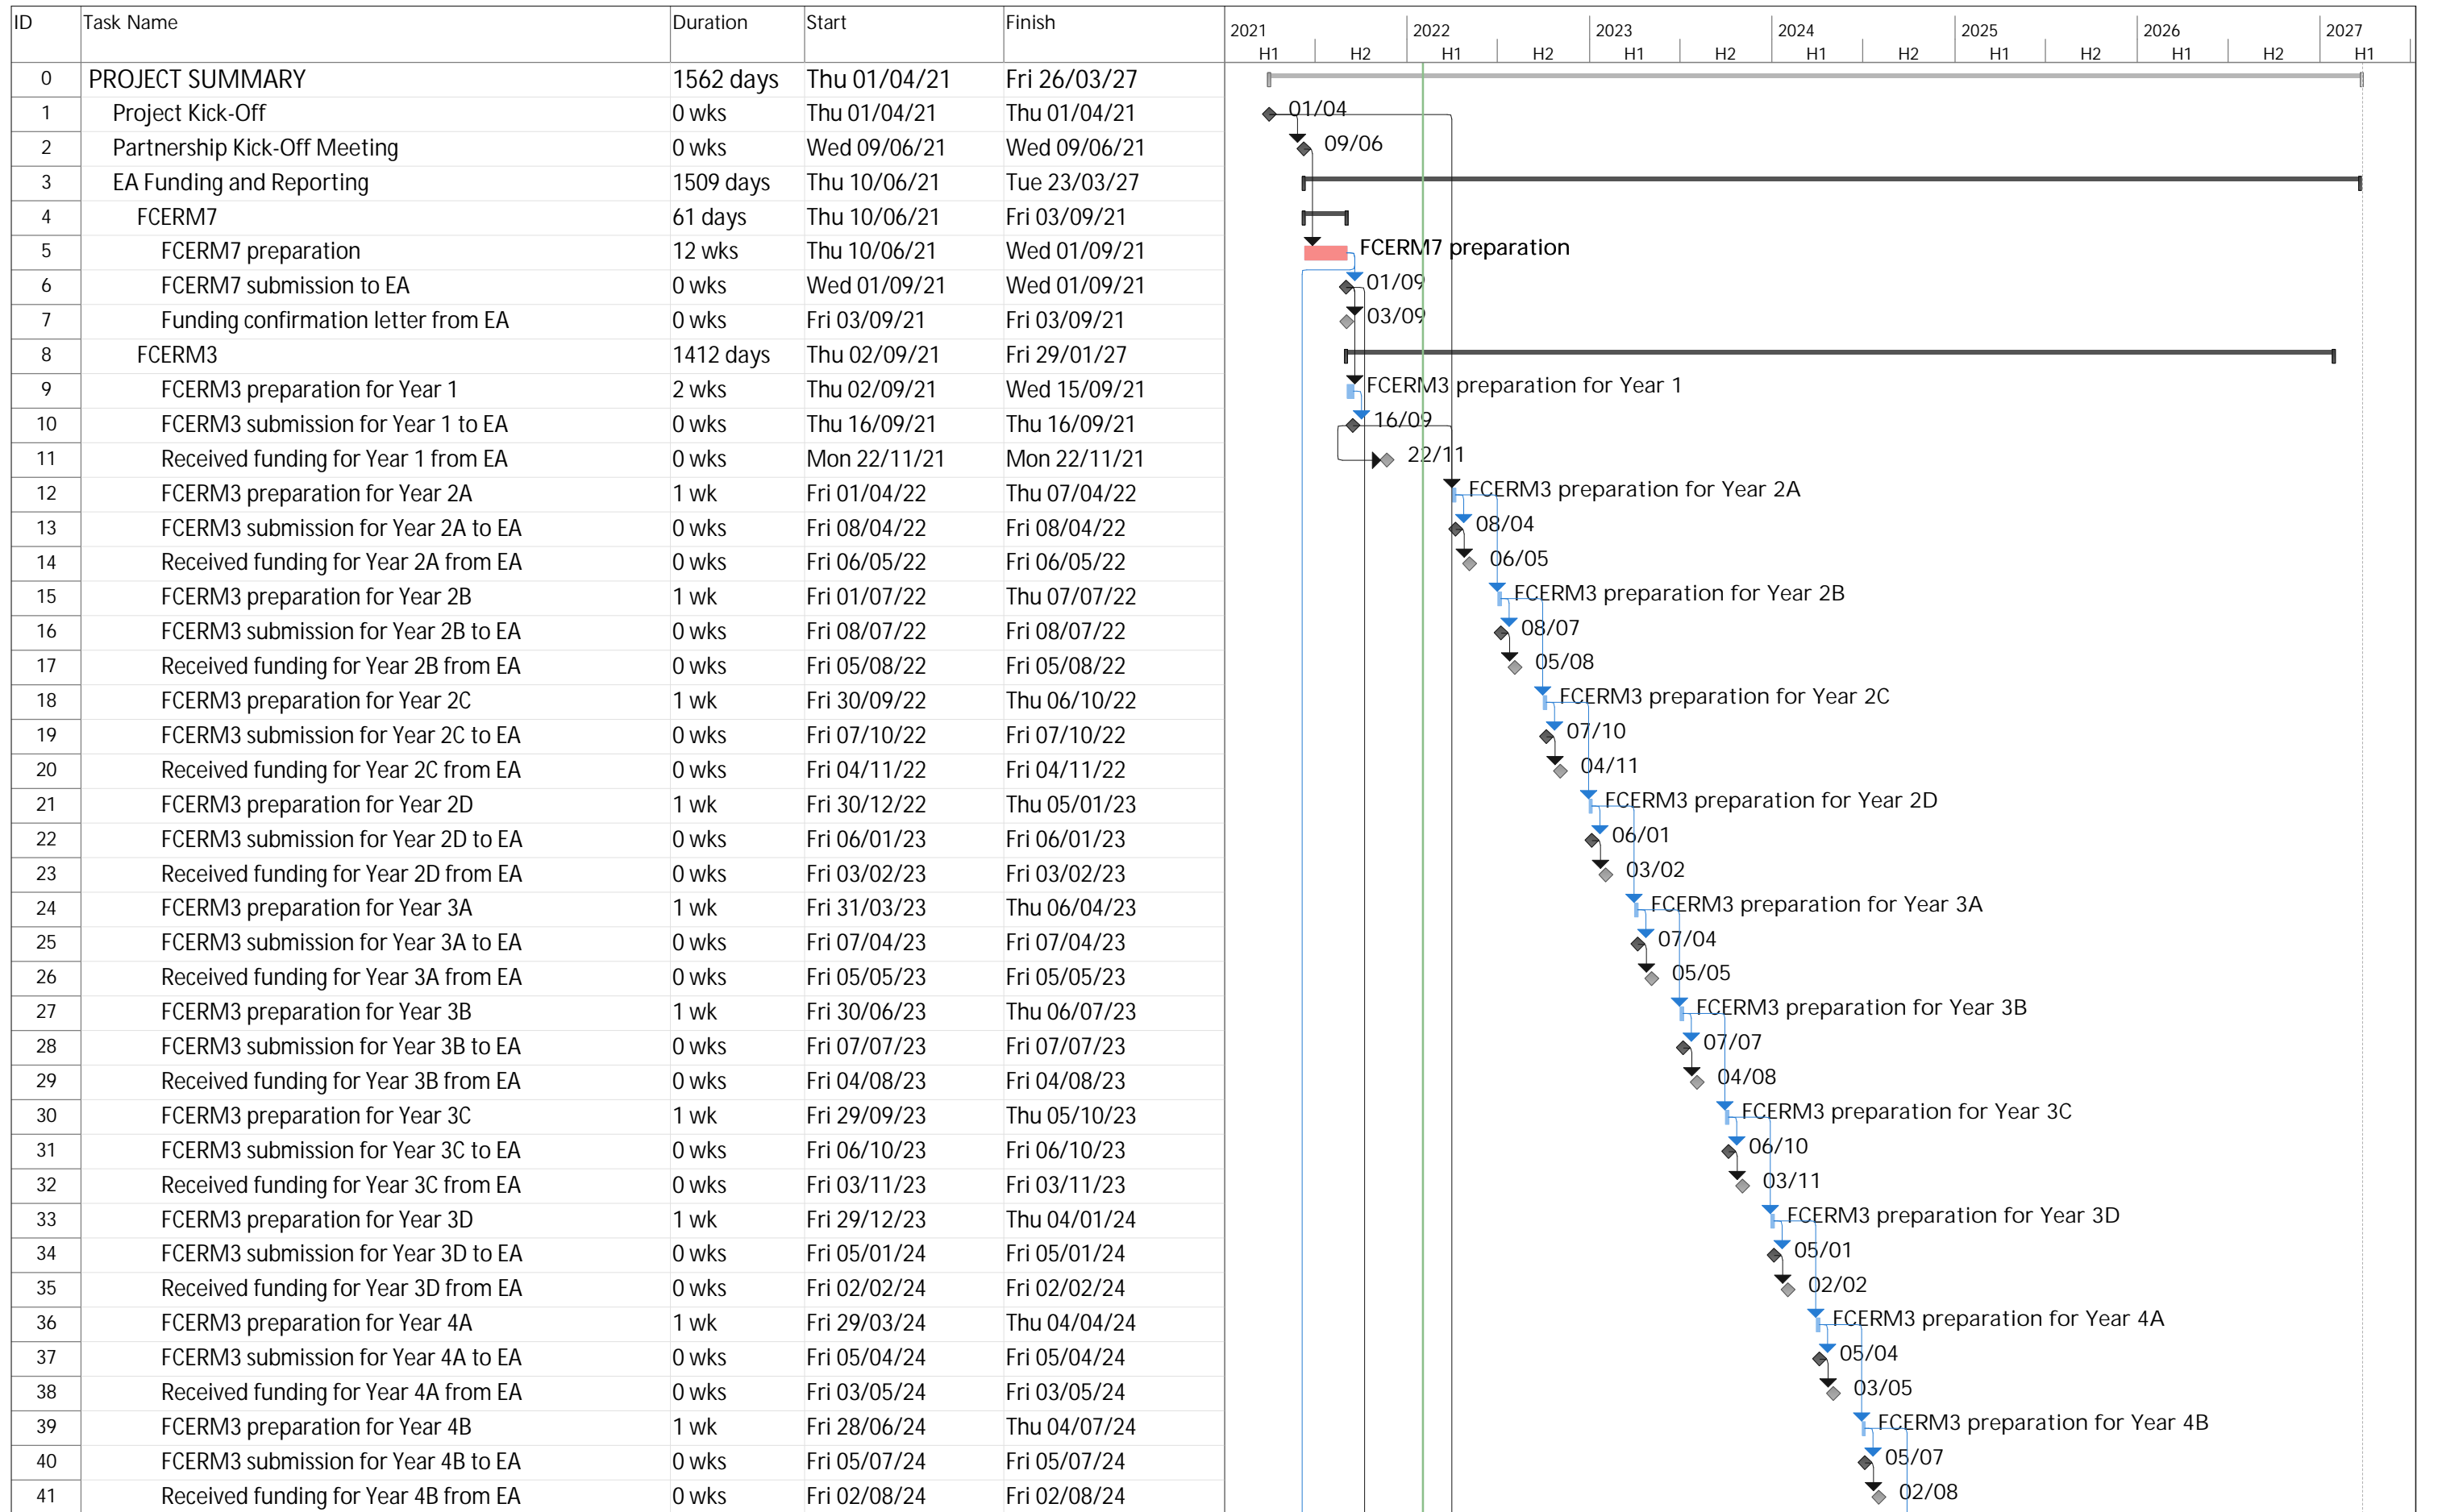 ID Task Name Duration Start Finish 2021 2022 2023 2024 2025 2026 2027
H1 H2 H1 H2 H1 H2 H1 H2 H1 H2 H1 H2 H1
0 PROJECT SUMMARY 1562 days Thu 01/04/21 Fri 26/03/27
1 Project Kick-Off 0 wks Thu 01/04/21 Thu 01/04/21 01/04
2 Partnership Kick-Off Meeting 0 wks Wed 09/06/21 Wed 09/06/21 09/06
3 EA Funding and Reporting 1509 days Thu 10/06/21 Tue 23/03/27
4 FCERM7 61 days Thu 10/06/21 Fri 03/09/21
5 FCERM7 preparation 12 wks Thu 10/06/21 Wed 01/09/21 FCERM7 preparation
6 FCERM7 submission to EA 0 wks Wed 01/09/21 Wed 01/09/21 01/09
7 Funding confirmation letter from EA 0 wks Fri 03/09/21 Fri 03/09/21 03/09
8 FCERM3 1412 days Thu 02/09/21 Fri 29/01/27
9 FCERM3 preparation for Year 1 2 wks Thu 02/09/21 Wed 15/09/21 FCERM3 preparation for Year 1
10 FCERM3 submission for Year 1 to EA 0 wks Thu 16/09/21 Thu 16/09/21 16/09
11 Received funding for Year 1 from EA 0 wks Mon 22/11/21 Mon 22/11/21 22/11
12 FCERM3 preparation for Year 2A 1 wk Fri 01/04/22 Thu 07/04/22 FCERM3 preparation for Year 2A
13 FCERM3 submission for Year 2A to EA 0 wks Fri 08/04/22 Fri 08/04/22 08/04
14 Received funding for Year 2A from EA 0 wks Fri 06/05/22 Fri 06/05/22 06/05
15 FCERM3 preparation for Year 2B 1 wk Fri 01/07/22 Thu 07/07/22 FCERM3 preparation for Year 2B
16 FCERM3 submission for Year 2B to EA 0 wks Fri 08/07/22 Fri 08/07/22 08/07
17 Received funding for Year 2B from EA 0 wks Fri 05/08/22 Fri 05/08/22 05/08
18 FCERM3 preparation for Year 2C 1 wk Fri 30/09/22 Thu 06/10/22 FCERM3 preparation for Year 2C
19 FCERM3 submission for Year 2C to EA 0 wks Fri 07/10/22 Fri 07/10/22 07/10
20 Received funding for Year 2C from EA 0 wks Fri 04/11/22 Fri 04/11/22 04/11
21 FCERM3 preparation for Year 2D 1 wk Fri 30/12/22 Thu 05/01/23 FCERM3 preparation for Year 2D
22 FCERM3 submission for Year 2D to EA 0 wks Fri 06/01/23 Fri 06/01/23 06/01
23 Received funding for Year 2D from EA 0 wks Fri 03/02/23 Fri 03/02/23 03/02
24 FCERM3 preparation for Year 3A 1 wk Fri 31/03/23 Thu 06/04/23 FCERM3 preparation for Year 3A
25 FCERM3 submission for Year 3A to EA 0 wks Fri 07/04/23 Fri 07/04/23 07/04
26 Received funding for Year 3A from EA 0 wks Fri 05/05/23 Fri 05/05/23 05/05
27 FCERM3 preparation for Year 3B 1 wk Fri 30/06/23 Thu 06/07/23 FCERM3 preparation for Year 3B
28 FCERM3 submission for Year 3B to EA 0 wks Fri 07/07/23 Fri 07/07/23 07/07
29 Received funding for Year 3B from EA 0 wks Fri 04/08/23 Fri 04/08/23 04/08
30 FCERM3 preparation for Year 3C 1 wk Fri 29/09/23 Thu 05/10/23 FCERM3 preparation for Year 3C
31 FCERM3 submission for Year 3C to EA 0 wks Fri 06/10/23 Fri 06/10/23 06/10
32 Received funding for Year 3C from EA 0 wks Fri 03/11/23 Fri 03/11/23 03/11
33 FCERM3 preparation for Year 3D 1 wk Fri 29/12/23 Thu 04/01/24 FCERM3 preparation for Year 3D
34 FCERM3 submission for Year 3D to EA 0 wks Fri 05/01/24 Fri 05/01/24 05/01
35 Received funding for Year 3D from EA 0 wks Fri 02/02/24 Fri 02/02/24 02/02
36 FCERM3 preparation for Year 4A 1 wk Fri 29/03/24 Thu 04/04/24 FCERM3 preparation for Year 4A
37 FCERM3 submission for Year 4A to EA 0 wks Fri 05/04/24 Fri 05/04/24 05/04
38 Received funding for Year 4A from EA 0 wks Fri 03/05/24 Fri 03/05/24 03/05
39 FCERM3 preparation for Year 4B 1 wk Fri 28/06/24 Thu 04/07/24 FCERM3 preparation for Year 4B
40 FCERM3 submission for Year 4B to EA 0 wks Fri 05/07/24 Fri 05/07/24 05/07
41 Received funding for Year 4B from EA 0 wks Fri 02/08/24 Fri 02/08/24 02/08